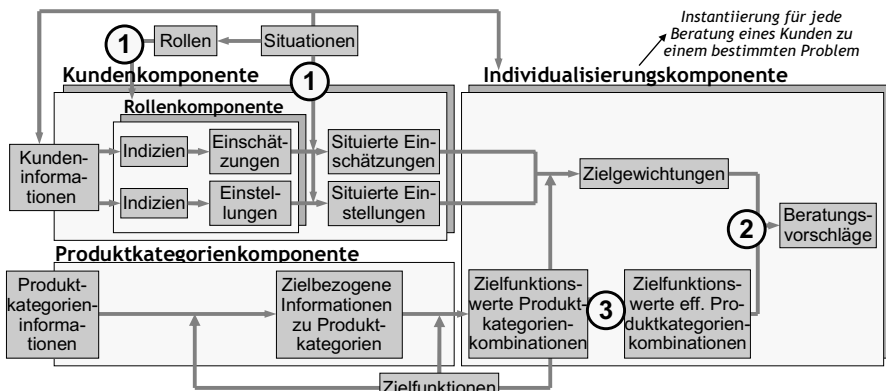 Instantiierung für jede
Beratung eines Kunden zu
einem bestimmten Problem
1
Rollen
Situationen
Kundenkomponente
1
Individualisierungskomponente
Rollenkomponente
Kunden-
informa-
tionen
Indizien
Einschät-
zungen
Situierte Ein-
schätzungen
Indizien
Einstel-
lungen
Situierte Ein-
stellungen
Zielgewichtungen
2
Beratungs-
vorschläge
Produktkategorienkomponente
Produkt-
kategorien-
informa-
tionen
Zielbezogene
Informationen
zu Produkt-
kategorien
Zielfunktions-
werte Produkt-
kategorien-
kombinationen
3
Zielfunktions-
werte eff. Pro-
duktkategorien-
kombinationen
Zielfunktionen